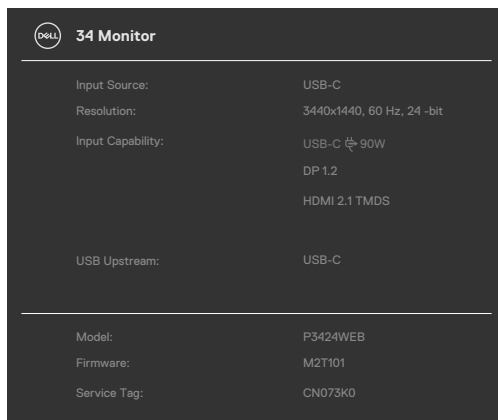 DELL 34 Monitor
Input Source: USB-C
Resolution: 3440x1440, 60 Hz, 24 -bit
Input Capability: USB-C 90W
DP 1.2
HDMI 2.1 TMDS
USB Upstream: USB-C
Model: P3424WEB
Firmware: M2T101
Service Tag: CN073K0